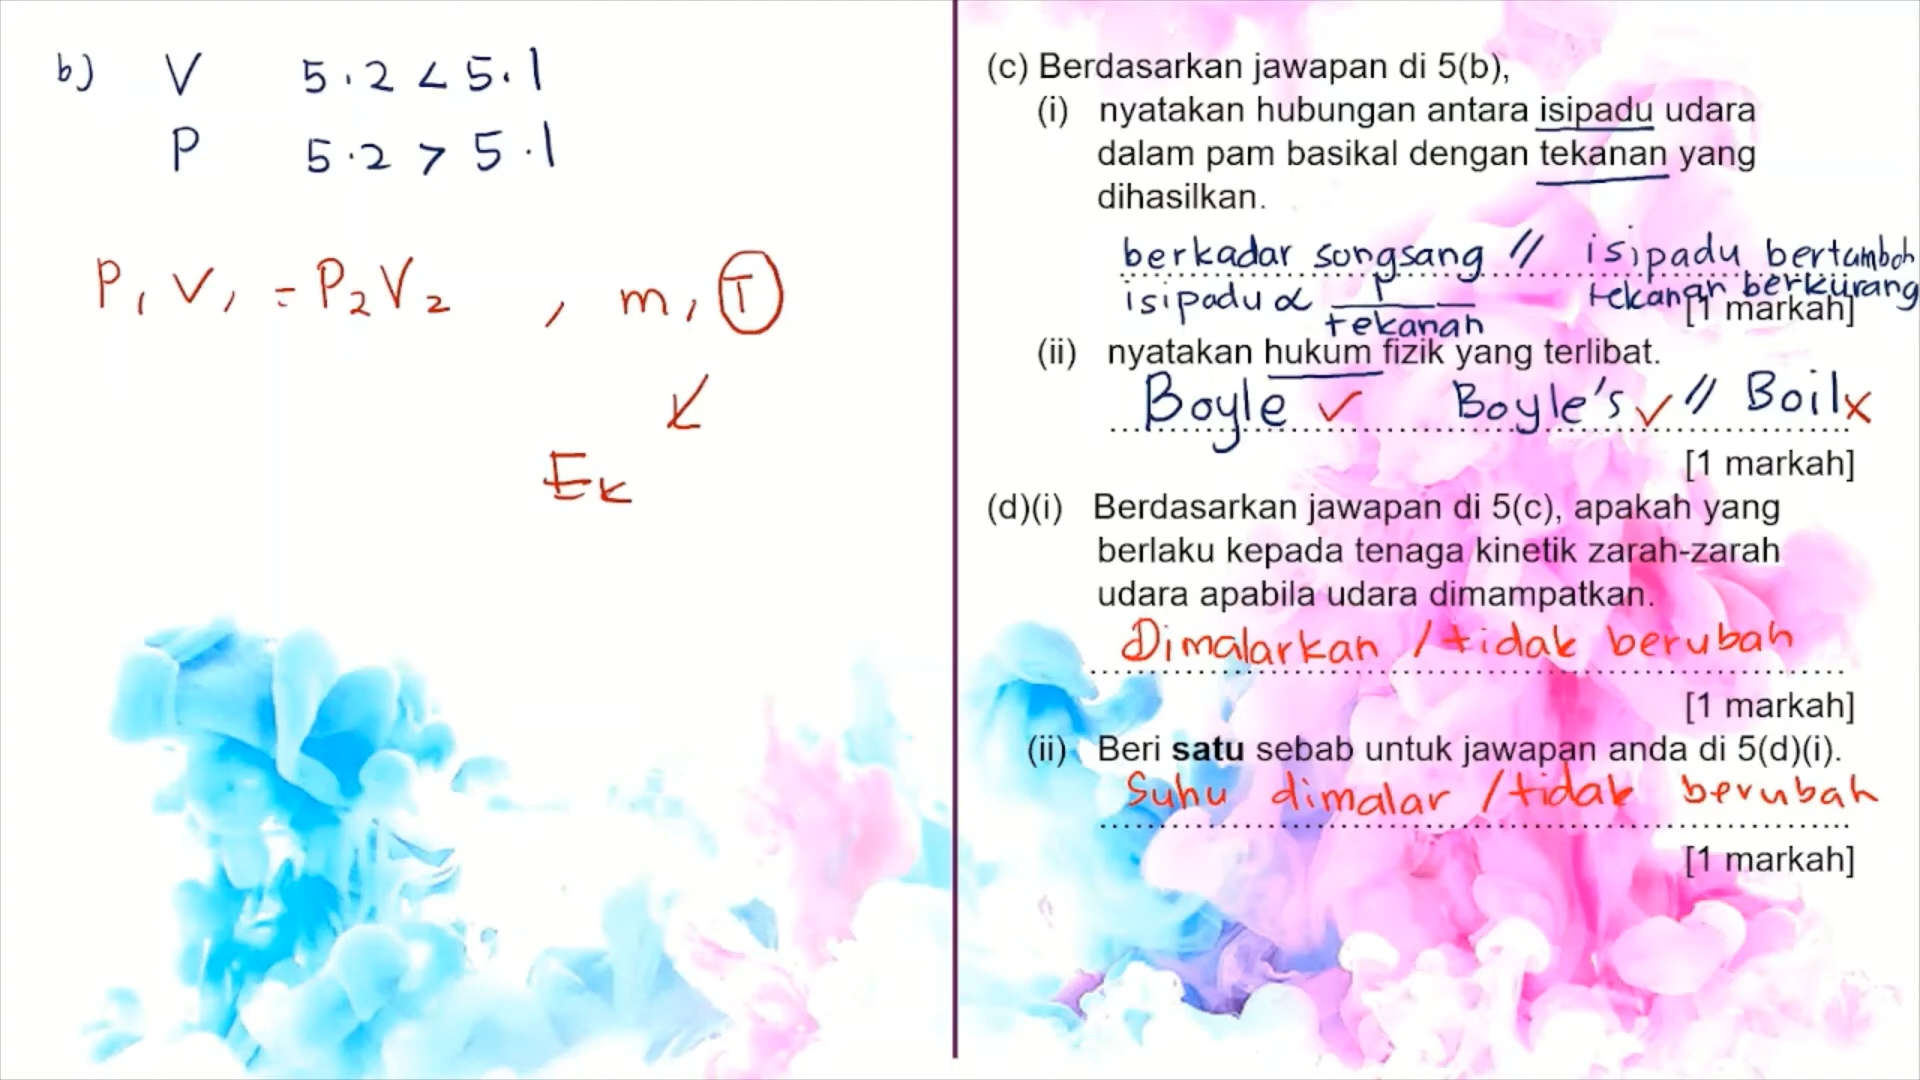 b) V 5.2 < 5.1
P 5.2 > 5.1
P₁V₁ = P₂V₂ , m, T
↙
Eₖ
(c) Berdasarkan jawapan di 5(b),
(i) nyatakan hubungan antara isipadu udara
dalam pam basikal dengan tekanan yang
dihasilkan.
berkadar songsang // isipadu bertambah
isipadu ∝ 1/tekanan tekanan berkurang
[1 markah]
(ii) nyatakan hukum fizik yang terlibat.
Boyle ✓ Boyle's ✓ // Boil x
[1 markah]
(d)(i) Berdasarkan jawapan di 5(c), apakah yang
berlaku kepada tenaga kinetik zarah-zarah
udara apabila udara dimampatkan.
Dimalarkan / tidak berubah
[1 markah]
(ii) Beri satu sebab untuk jawapan anda di 5(d)(i).
Suhu dimalar / tidak berubah
[1 markah]